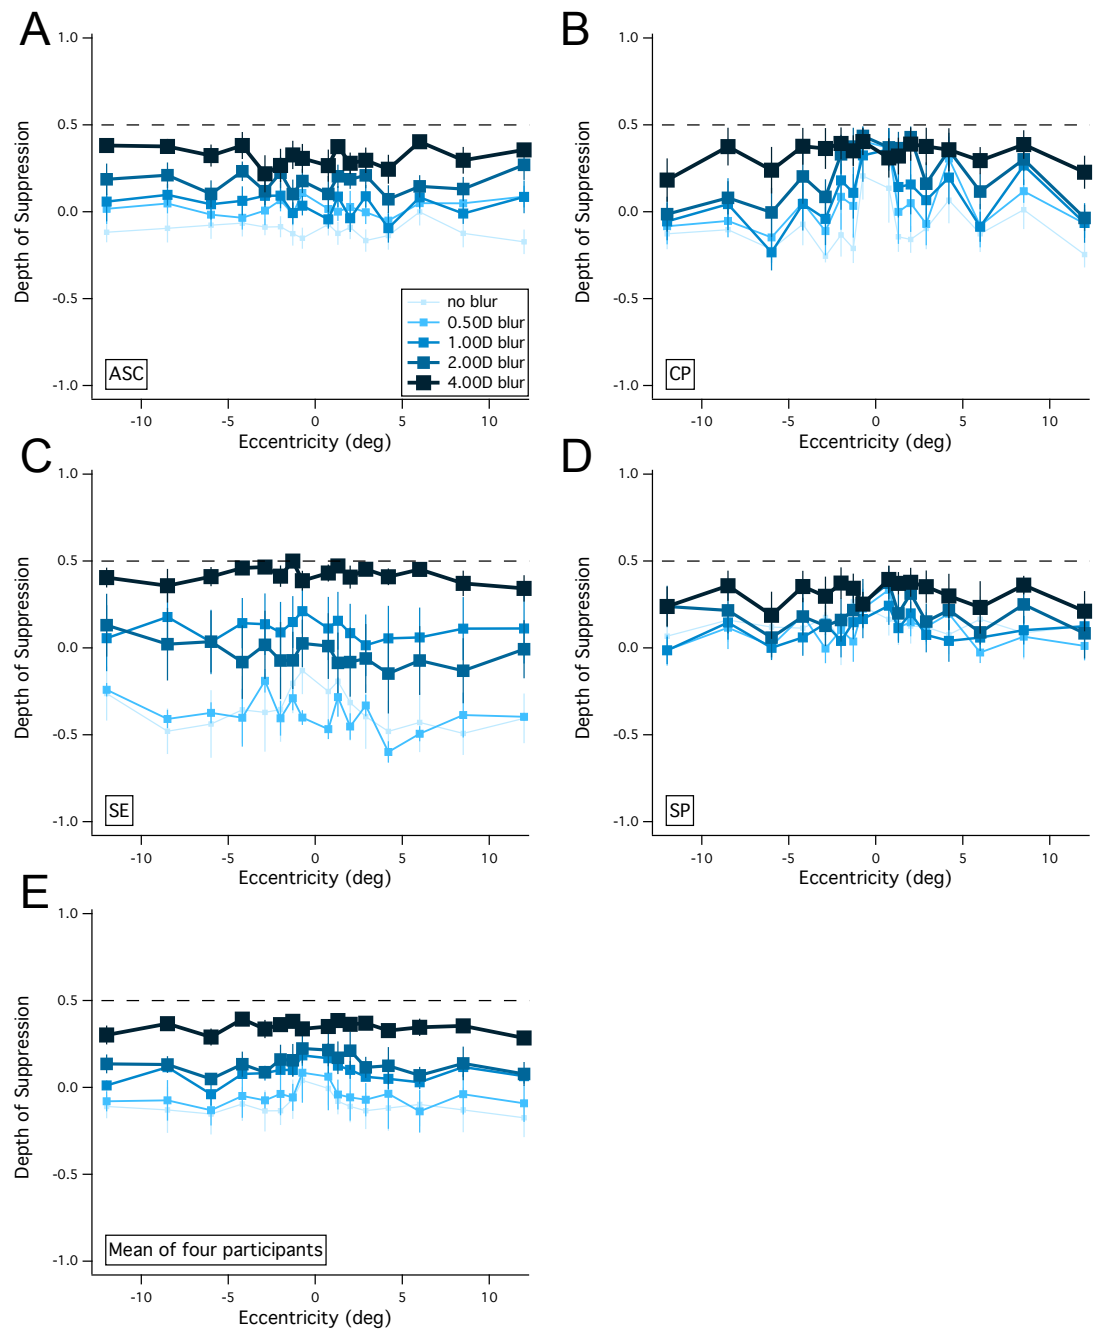 A
1.0
0.5
0.0
-0.5
-1.0
Depth of Suppression
no blur
0.50D blur
1.00D blur
2.00D blur
4.00D blur
ASC
-10 -5 0 5 10
Eccentricity (deg)
B
1.0
0.5
0.0
-0.5
-1.0
Depth of Suppression
CP
-10 -5 0 5 10
Eccentricity (deg)
C
1.0
0.5
0.0
-0.5
-1.0
Depth of Suppression
SE
-10 -5 0 5 10
Eccentricity (deg)
D
1.0
0.5
0.0
-0.5
-1.0
Depth of Suppression
SP
-10 -5 0 5 10
Eccentricity (deg)
E
1.0
0.5
0.0
-0.5
-1.0
Depth of Suppression
Mean of four participants
-10 -5 0 5 10
Eccentricity (deg)